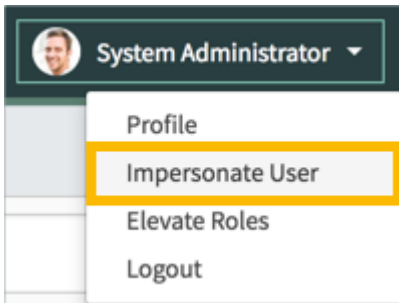 System Administrator
Profile
Impersonate User
Elevate Roles
Logout